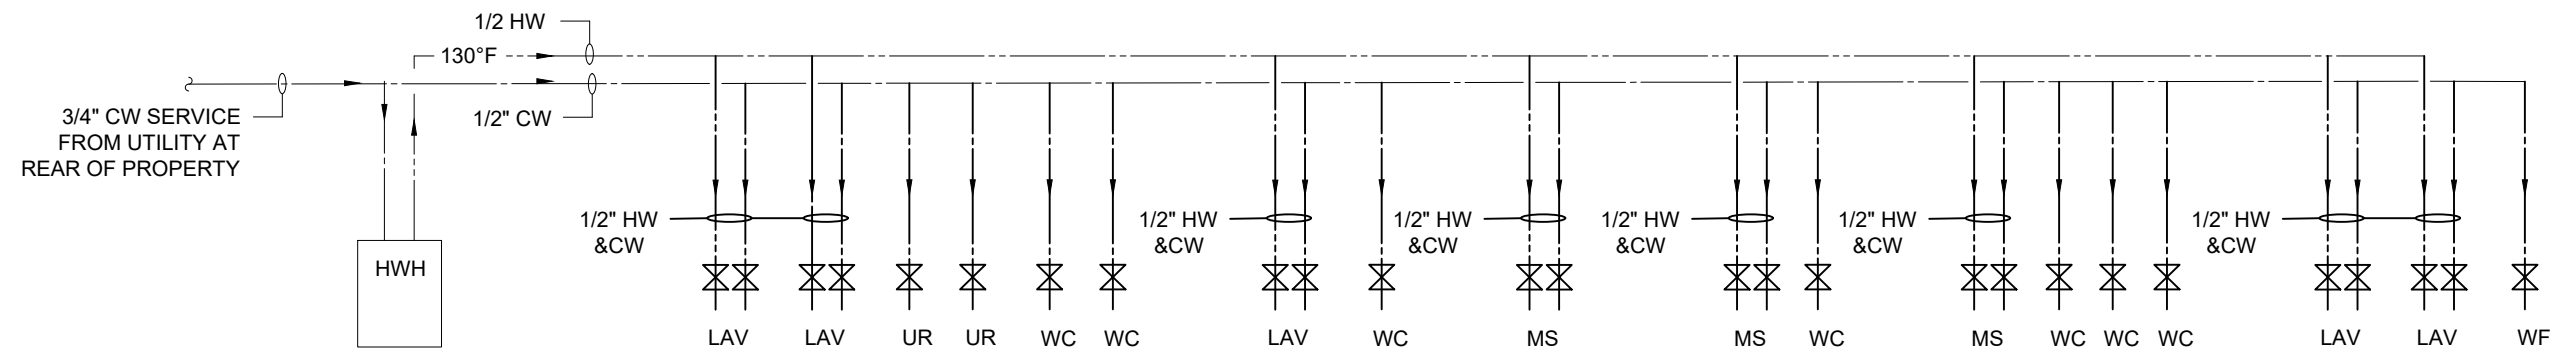 1/2 HW
130°F
3/4" CW SERVICE
FROM UTILITY AT
REAR OF PROPERTY
1/2" CW
HWH
1/2" HW
&CW
1/2" HW
&CW
1/2" HW
&CW
1/2" HW
&CW
1/2" HW
&CW
1/2" HW
&CW
LAV
LAV
UR
UR
WC
WC
LAV
WC
MS
MS
WC
MS
WC
WC
WC
LAV
LAV
WF